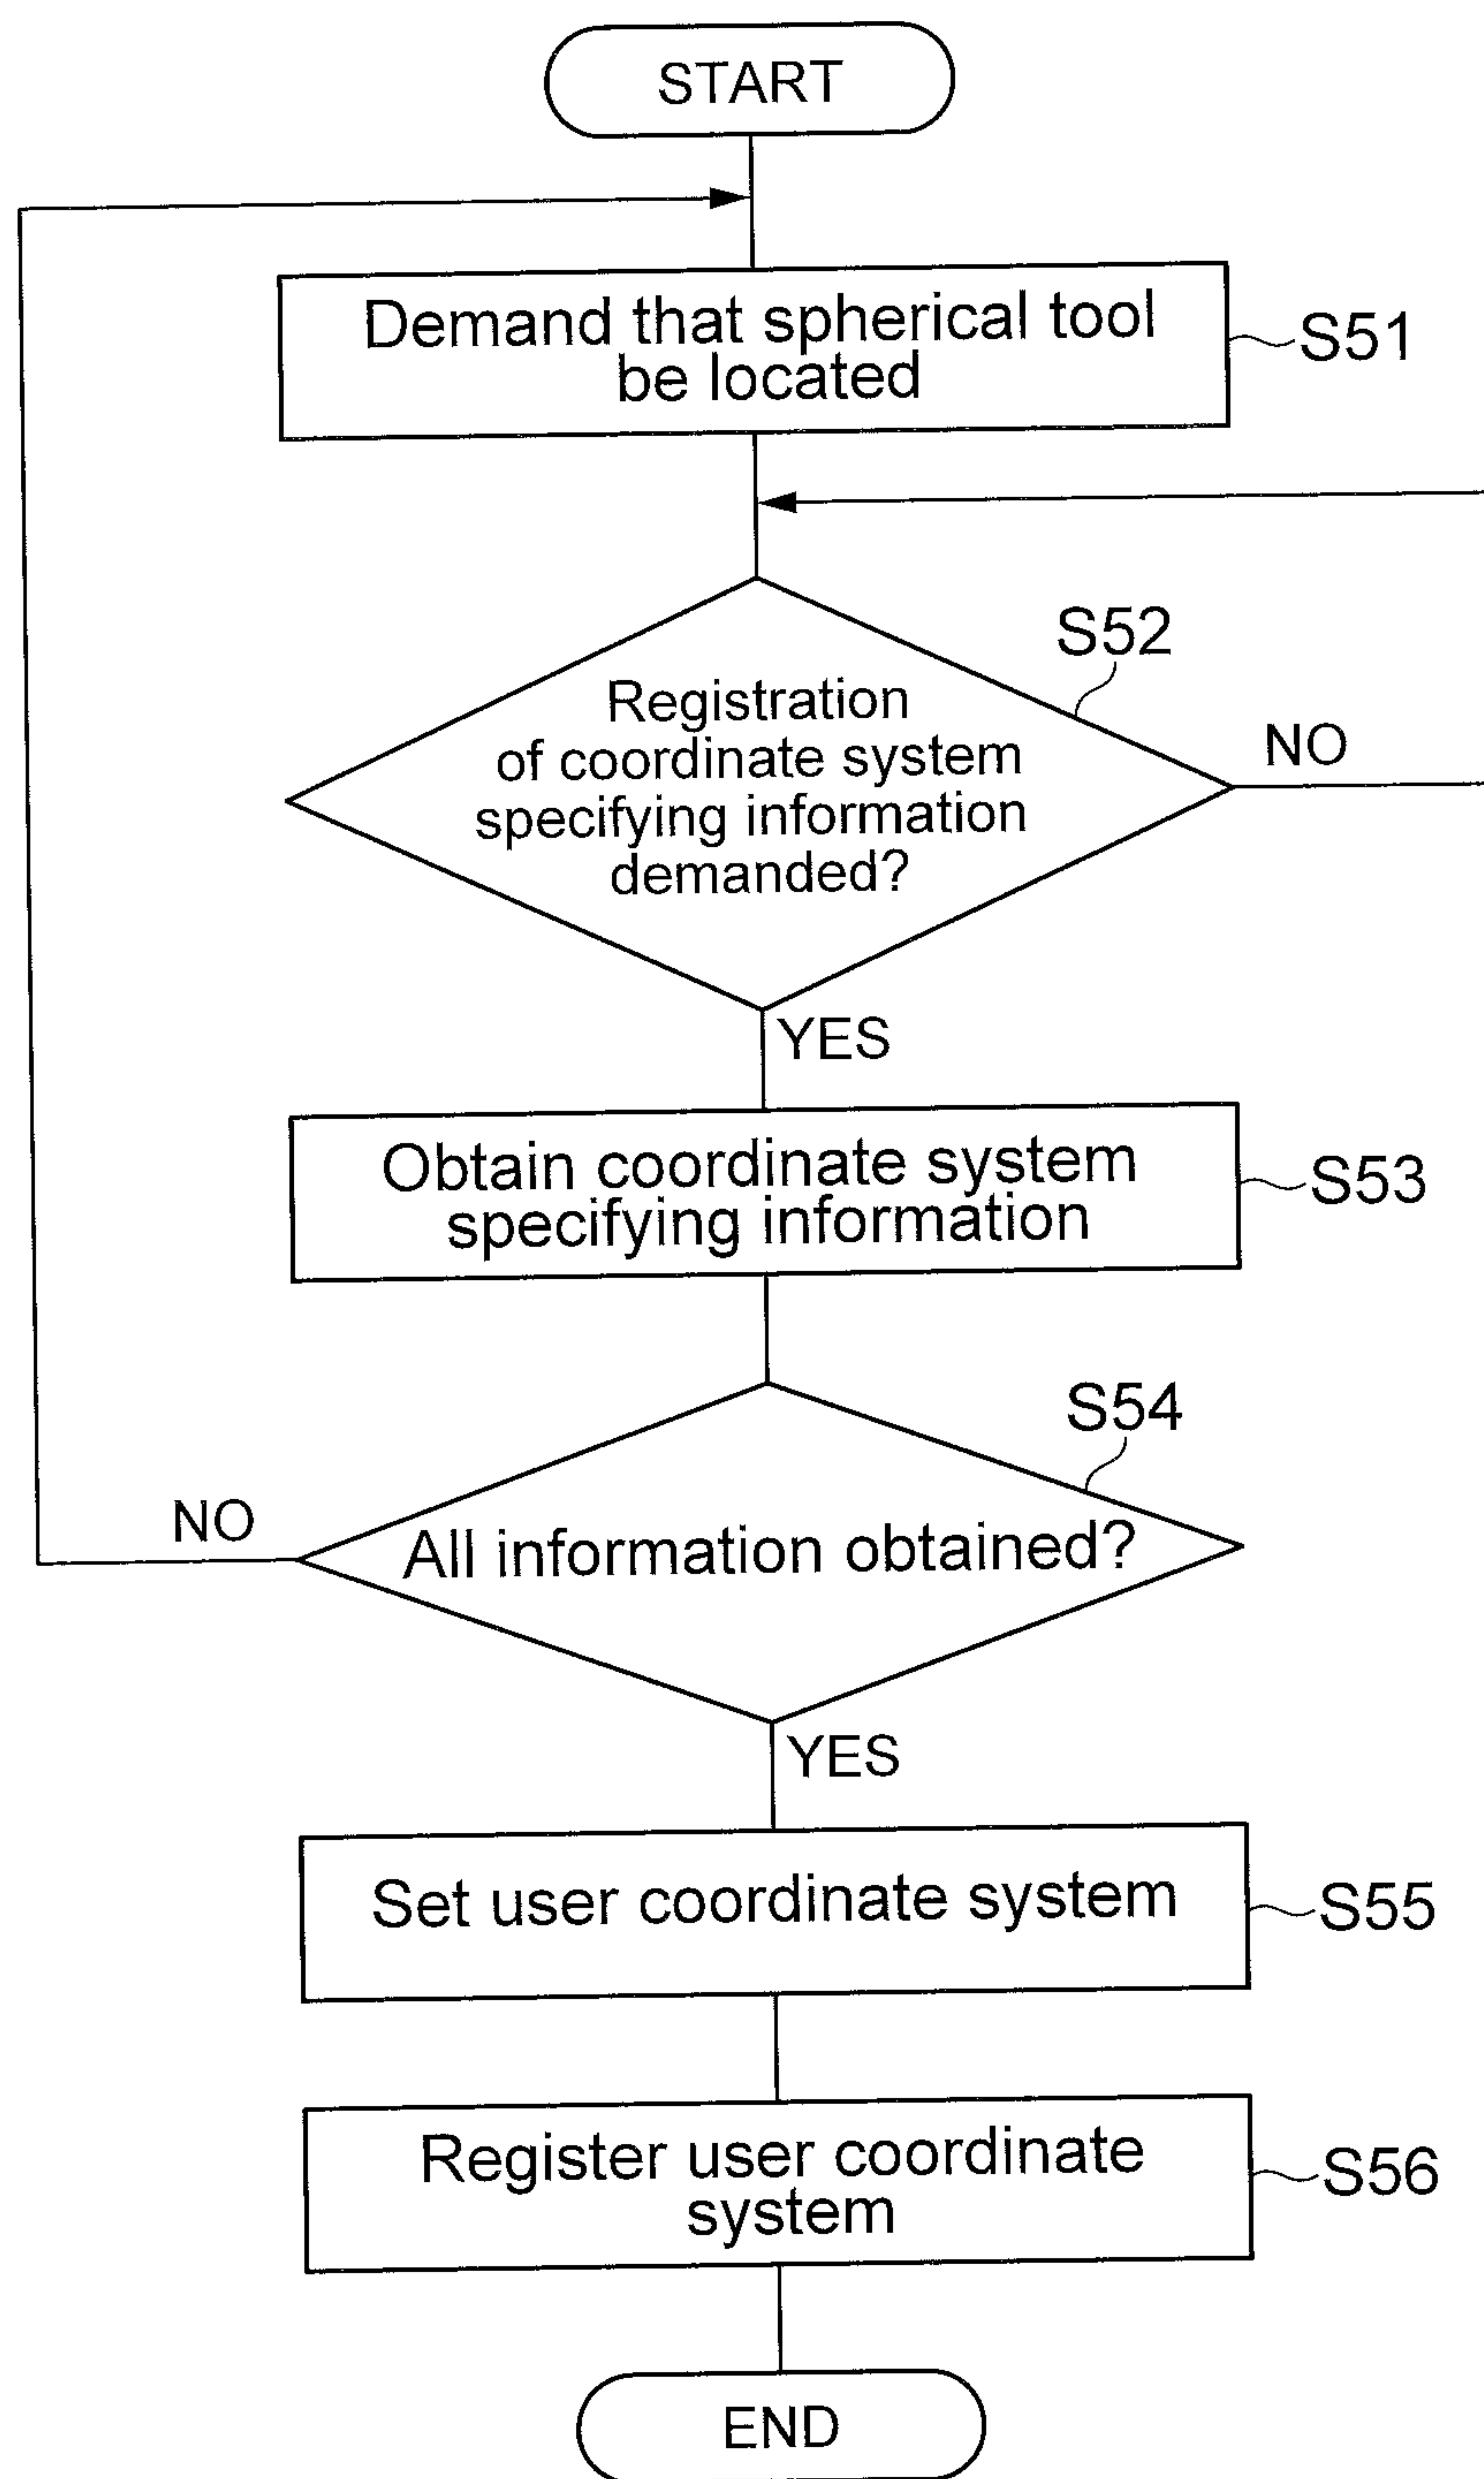 START
Demand that spherical tool
be located
S51
S52
Registration
of coordinate system
specifying information
demanded?
NO
YES
Obtain coordinate system
specifying information
S53
S54
NO
All information obtained?
YES
Set user coordinate system
S55
Register user coordinate
system
S56
END